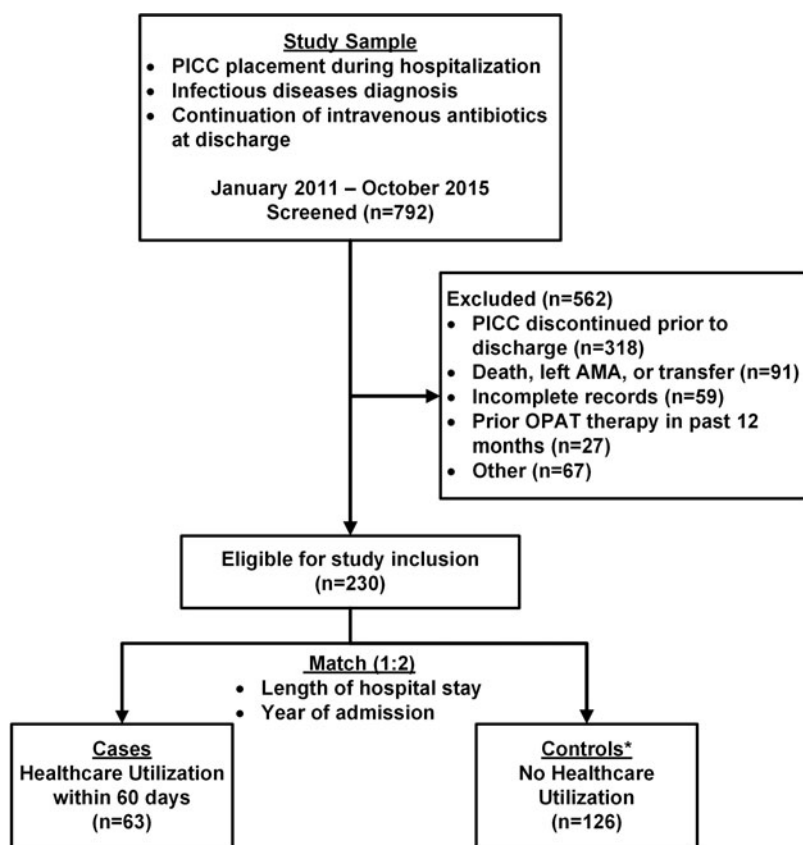 Study Sample
• PICC placement during hospitalization
• Infectious diseases diagnosis
• Continuation of intravenous antibiotics
at discharge
January 2011 – October 2015
Screened (n=792)
Excluded (n=562)
• PICC discontinued prior to
discharge (n=318)
• Death, left AMA, or transfer (n=91)
• Incomplete records (n=59)
• Prior OPAT therapy in past 12
months (n=27)
• Other (n=67)
Eligible for study inclusion
(n=230)
Match (1:2)
• Length of hospital stay
• Year of admission
Cases
Healthcare Utilization
within 60 days
(n=63)
Controls*
No Healthcare
Utilization
(n=126)